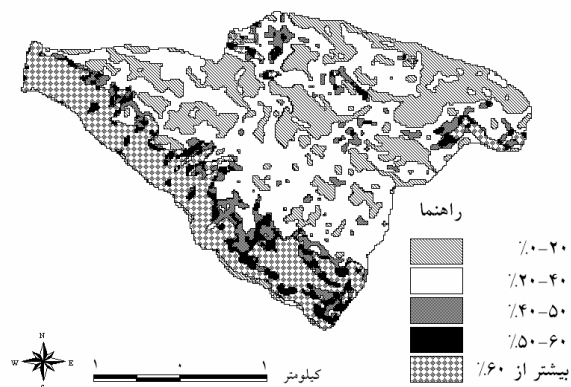 راهنما
٪۰-۲۰
٪۲۰-۴۰
٪۴۰-۵۰
٪۵۰-۶۰
بیشتر از ۶۰٪
N
W E
S
۱ ۰ ۱ کیلومتر